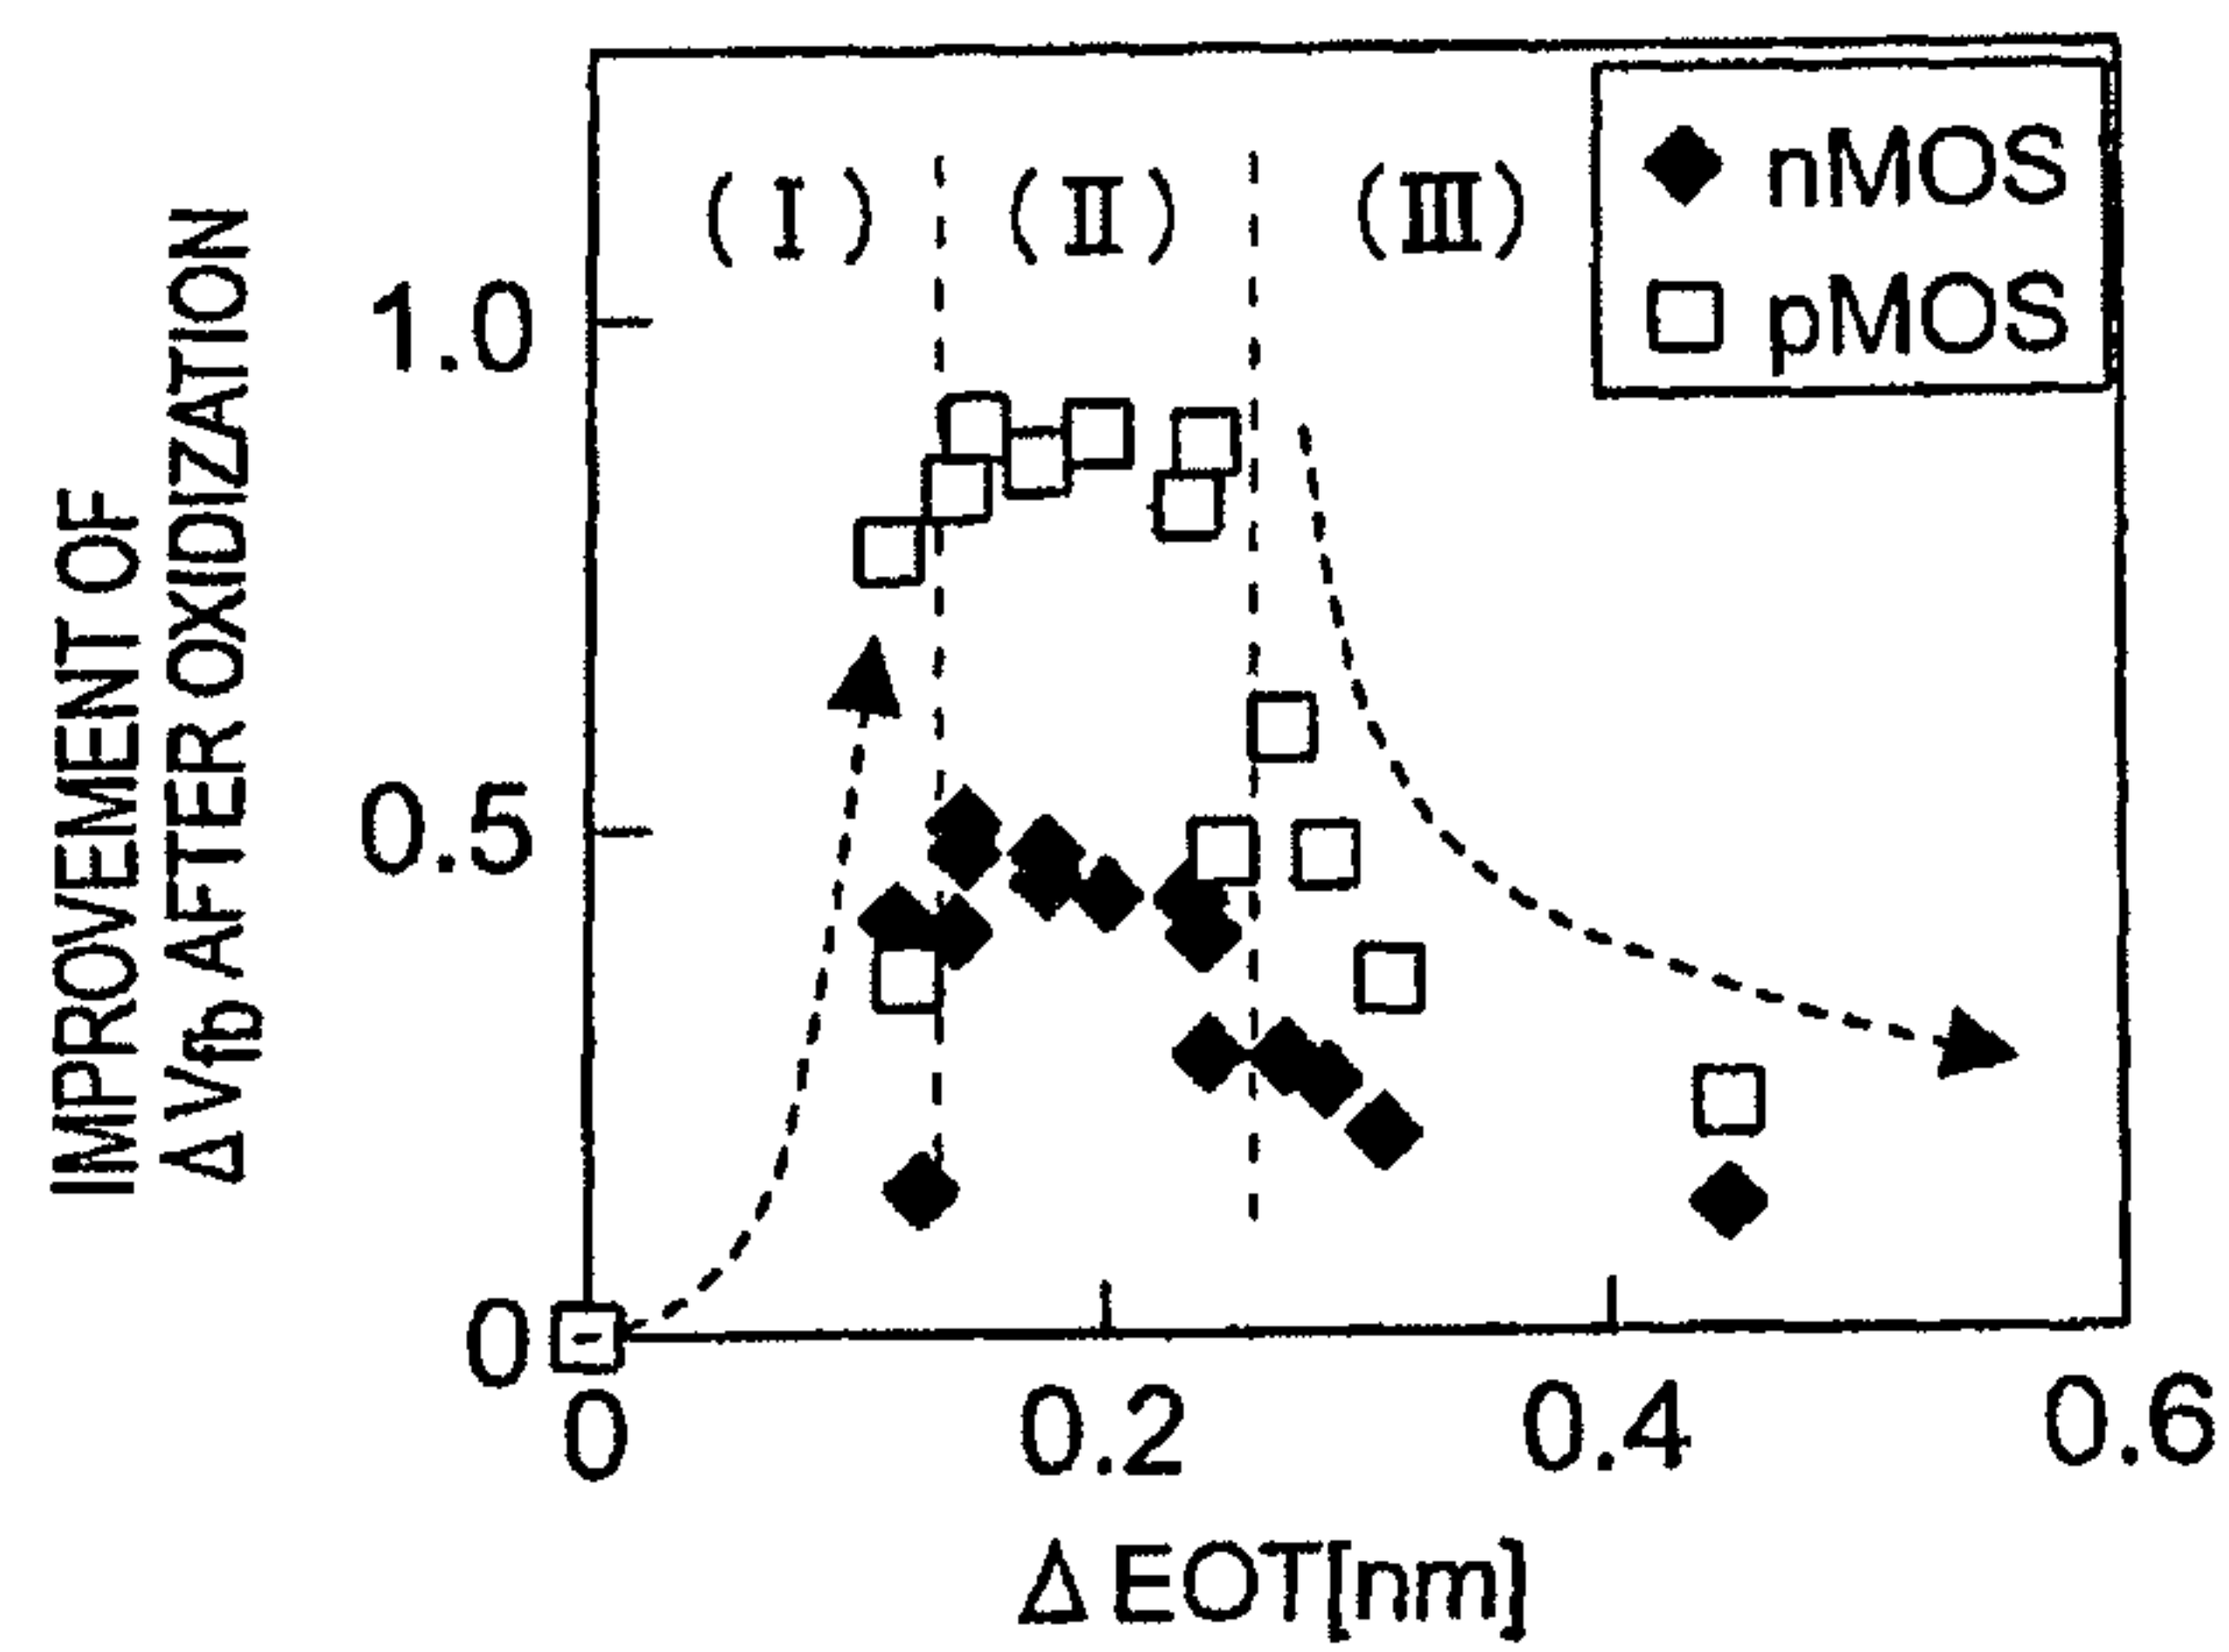 IMPROVEMENT OF
ΔVfb AFTER OXIDIZATION
(Ⅰ) (Ⅱ) (Ⅲ)
nMOS
pMOS
1.0
0.5
0
0 0.2 0.4 0.6
ΔEOT[nm]